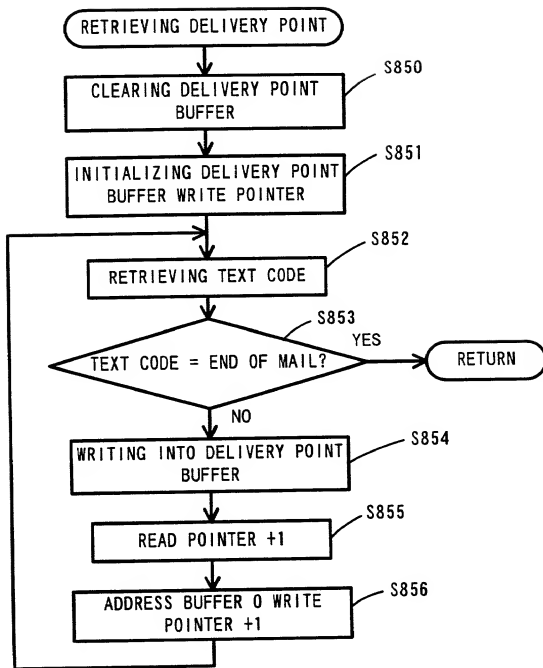 RETRIEVING DELIVERY POINT
S850
CLEARING DELIVERY POINT
BUFFER
S851
INITIALIZING DELIVERY POINT
BUFFER WRITE POINTER
S852
RETRIEVING TEXT CODE
S853
TEXT CODE = END OF MAIL?
YES
RETURN
NO
S854
WRITING INTO DELIVERY POINT
BUFFER
S855
READ POINTER +1
S856
ADDRESS BUFFER 0 WRITE
POINTER +1